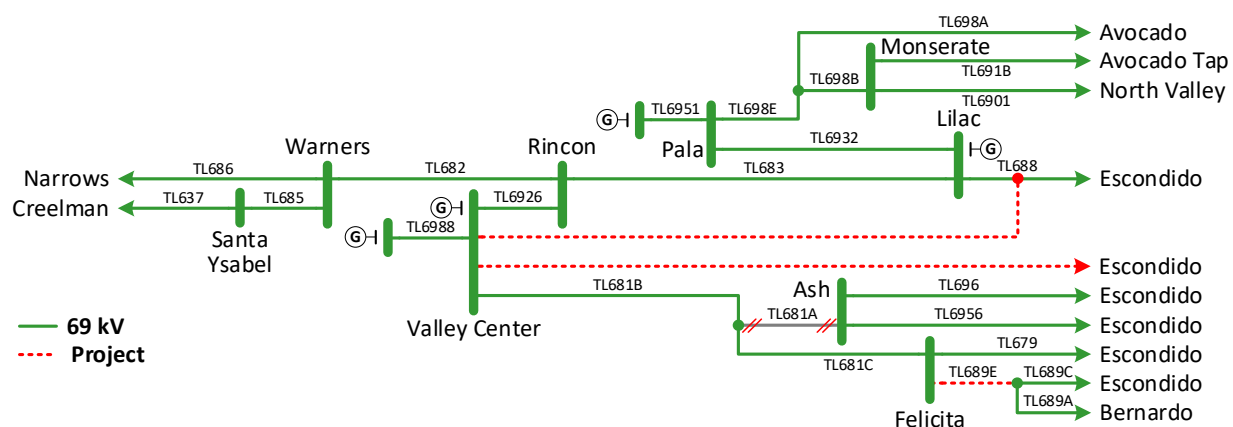 TL698A
Avocado
Monserate
Avocado Tap
TL691B
TL698B
North Valley
TL6901
G
TL6951
TL698E
Lilac
Warners
Rincon
Pala
TL6932
G
TL686
TL682
TL683
TL688
Narrows
Escondido
TL637
TL685
G
TL6926
Creelman
G
TL6988
Santa
Ysabel
Escondido
TL681B
Ash
TL696
Escondido
TL681A
TL6956
Escondido
69 kV
Valley Center
TL679
Escondido
Project
TL681C
TL689E
TL689C
Escondido
TL689A
Bernardo
Felicita